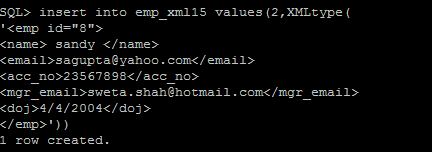 SQL> insert into emp_xml15 values(2,XMLtype(
'<emp id="8">
<name> sandy </name>
<email>sagupta@yahoo.com</email>
<acc_no>23567898</acc_no>
<mgr_email>sweta.shah@hotmail.com</mgr_email>
<doj>4/4/2004</doj>
</emp>'))
1 row created.